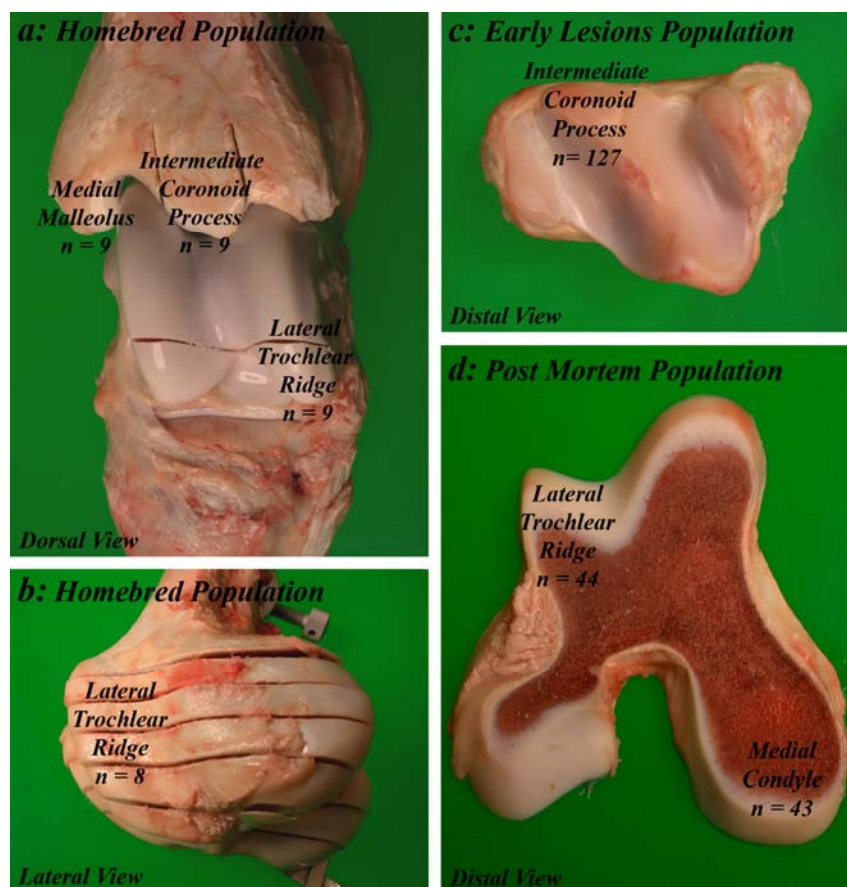 a: Homebred Population
Intermediate
Coronoid
Process
n = 9
Medial
Malleolus
n = 9
Lateral
Trochlear
Ridge
n = 9
Dorsal View
b: Homebred Population
Lateral
Trochlear
Ridge
n = 8
Lateral View
c: Early Lesions Population
Intermediate
Coronoid
Process
n= 127
Distal View
d: Post Mortem Population
Lateral
Trochlear
Ridge
n = 44
Medial
Condyle
n = 43
Distal View